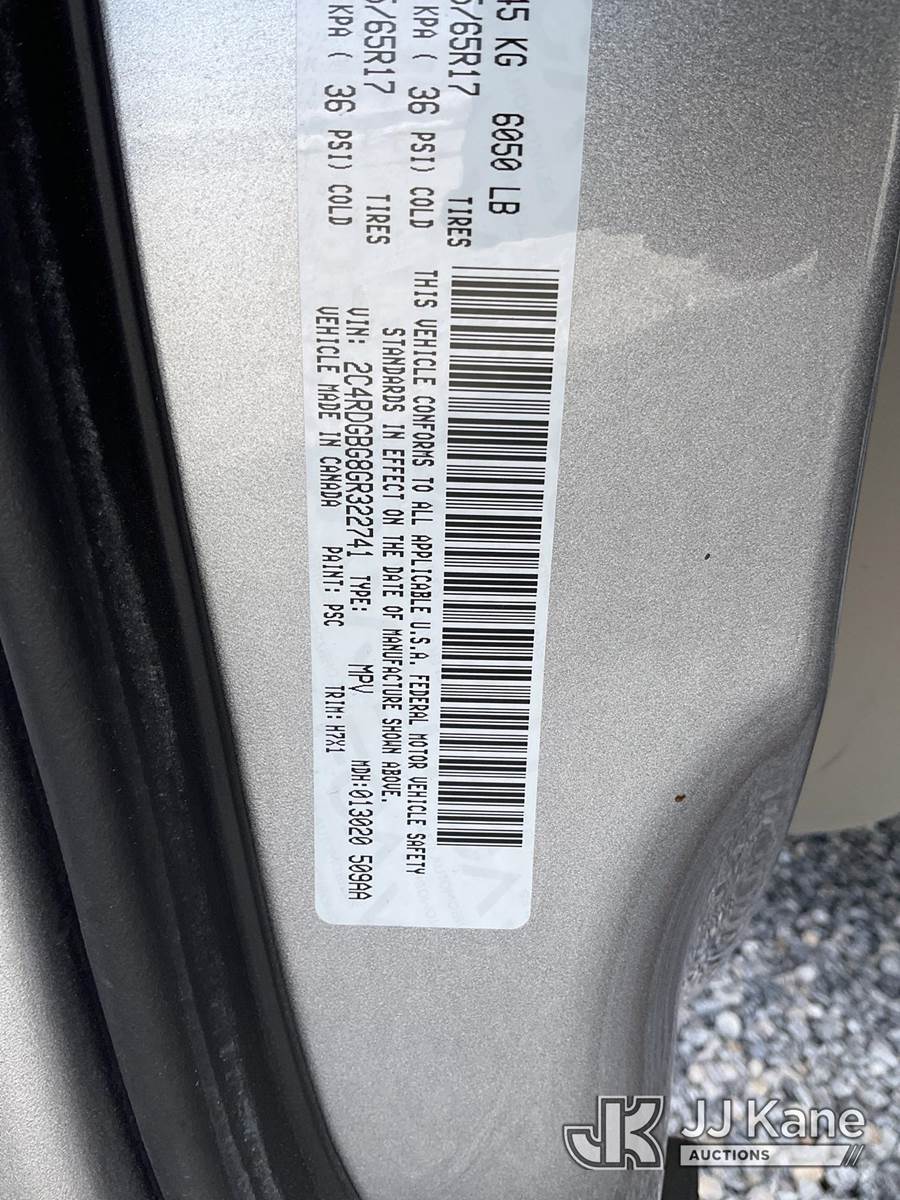 45 KG 6050 LB
5/65R17 TIRES
KPA ( 36 PSI) COLD
5/65R17 TIRES
KPA ( 36 PSI) COLD
THIS VEHICLE CONFORMS TO ALL APPLICABLE U.S.A. FEDERAL MOTOR VEHICLE SAFETY
STANDARDS IN EFFECT ON THE DATE OF MANUFACTURE SHOWN ABOVE.
VIN: 2C4RDGBG8GR322741 TYPE: MPV MDH:013020 509AA
VEHICLE MADE IN CANADA PAINT: PSC TRIM: H7X1
JK JJ Kane
AUCTIONS